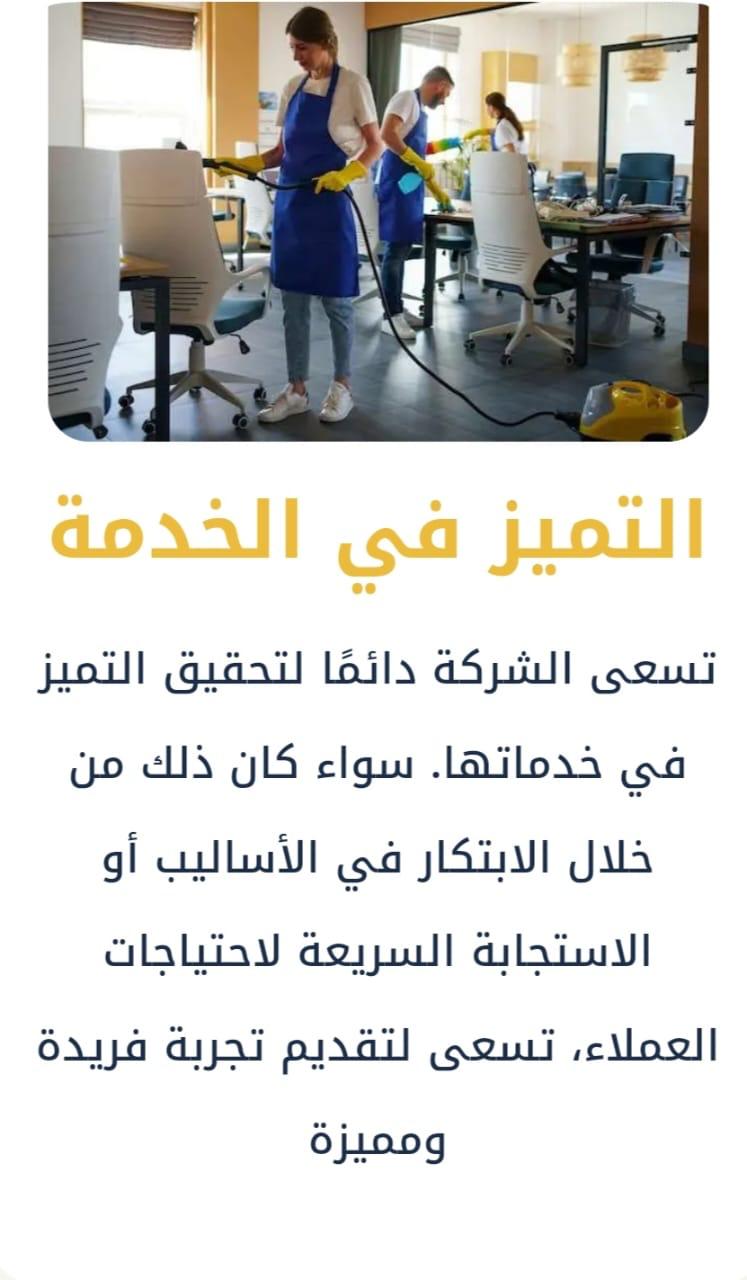 التميز في الخدمة
تسعى الشركة دائمًا لتحقيق التميز
في خدماتها. سواء كان ذلك من
خلال الابتكار في الأساليب أو
الاستجابة السريعة لاحتياجات
العملاء، تسعى لتقديم تجربة فريدة
ومميزة